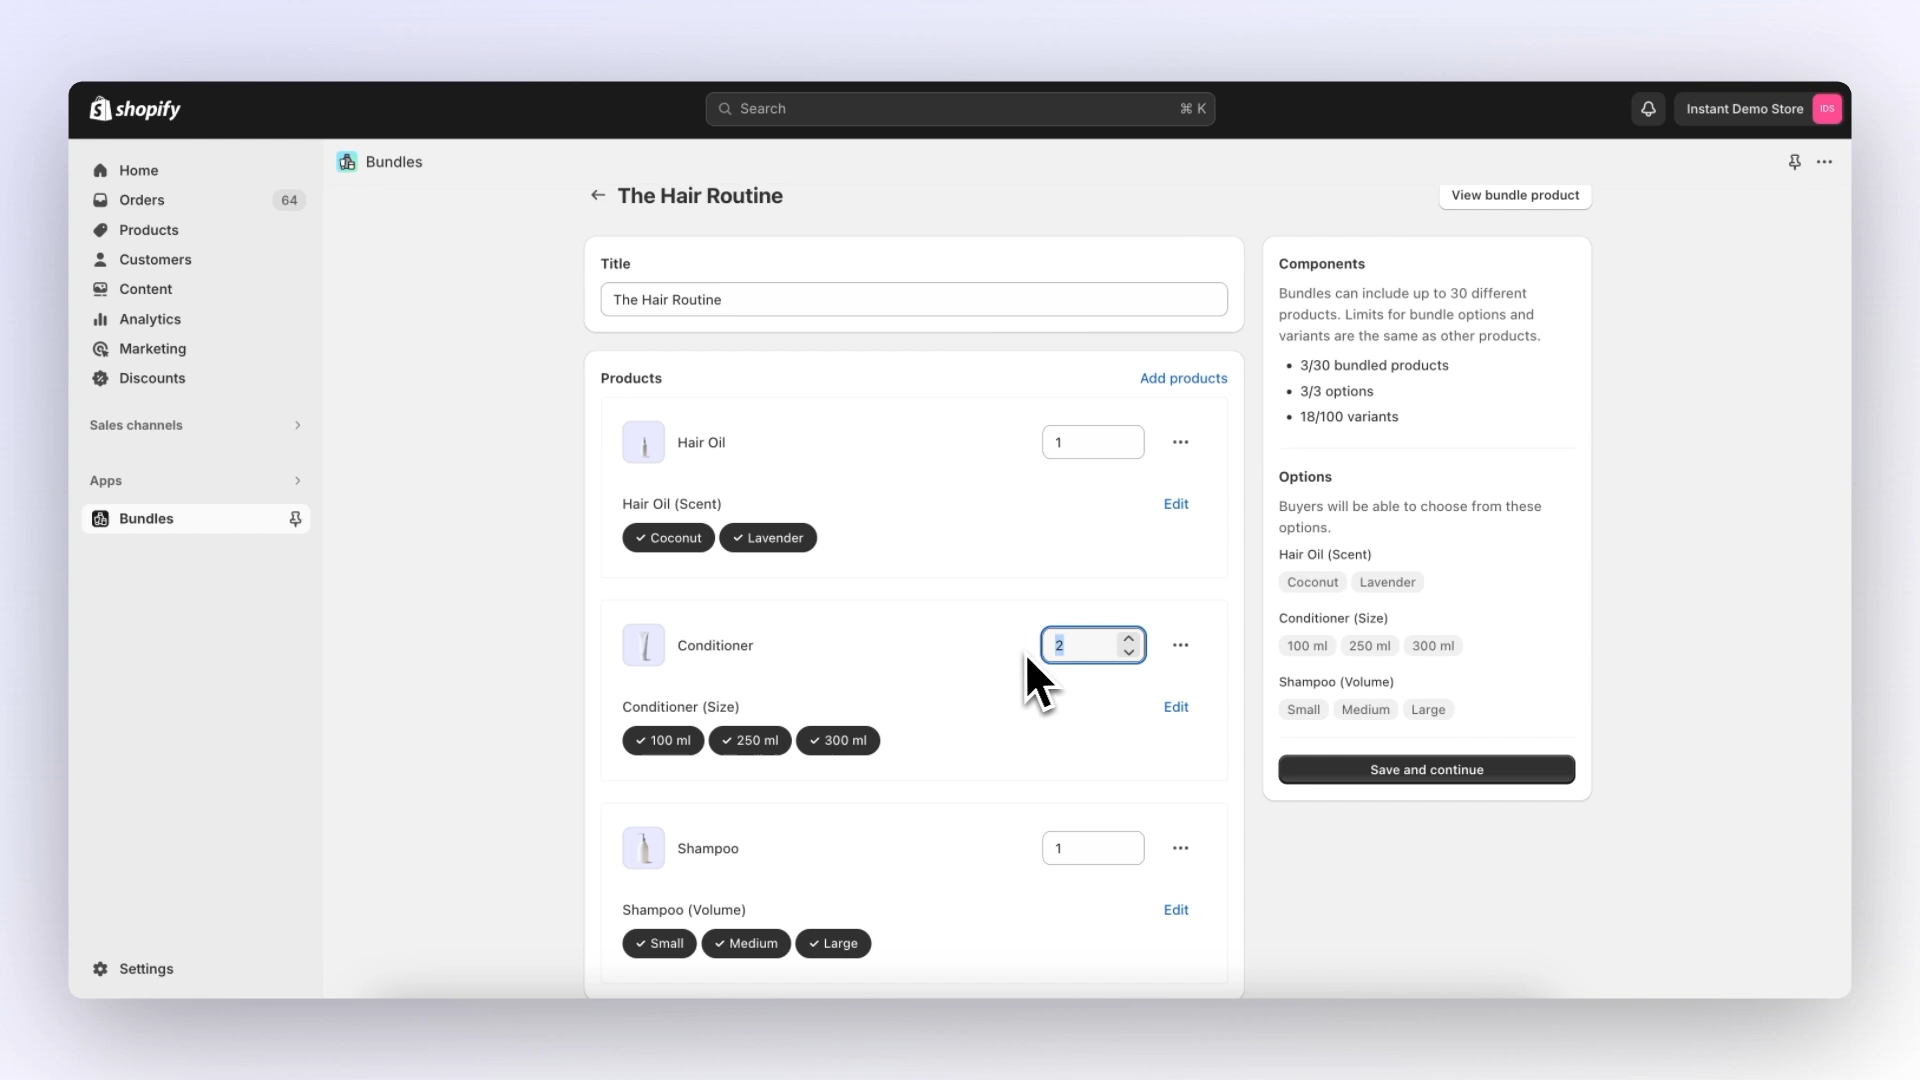 shopify
Search
⌘ K
Instant Demo Store
IDS
Home
Orders
64
Products
Customers
Content
Analytics
Marketing
Discounts
Sales channels
Apps
Bundles
Settings
Bundles
The Hair Routine
View bundle product
Title
The Hair Routine
Products
Add products
Hair Oil
1
Hair Oil (Scent)
Edit
Coconut
Lavender
Conditioner
2
Conditioner (Size)
Edit
100 ml
250 ml
300 ml
Shampoo
1
Shampoo (Volume)
Edit
Small
Medium
Large
Components
Bundles can include up to 30 different
products. Limits for bundle options and
variants are the same as other products.
• 3/30 bundled products
• 3/3 options
• 18/100 variants
Options
Buyers will be able to choose from these
options.
Hair Oil (Scent)
Coconut
Lavender
Conditioner (Size)
100 ml
250 ml
300 ml
Shampoo (Volume)
Small
Medium
Large
Save and continue